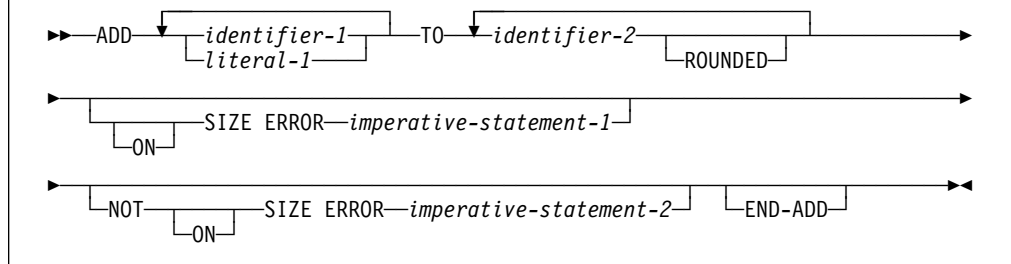 ADD identifier-1 TO identifier-2
literal-1 ROUNDED
SIZE ERROR imperative-statement-1
ON
NOT SIZE ERROR imperative-statement-2 END-ADD
ON